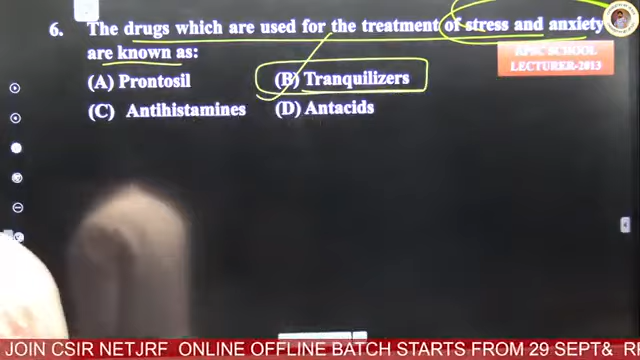 6. The drugs which are used for the treatment of stress and anxiety
are known as:
RPSC SCHOOL
LECTURER-2013
(A) Prontosil (B) Tranquilizers
(C) Antihistamines (D) Antacids
JOIN CSIR NETJRF ONLINE OFFLINE BATCH STARTS FROM 29 SEPT&